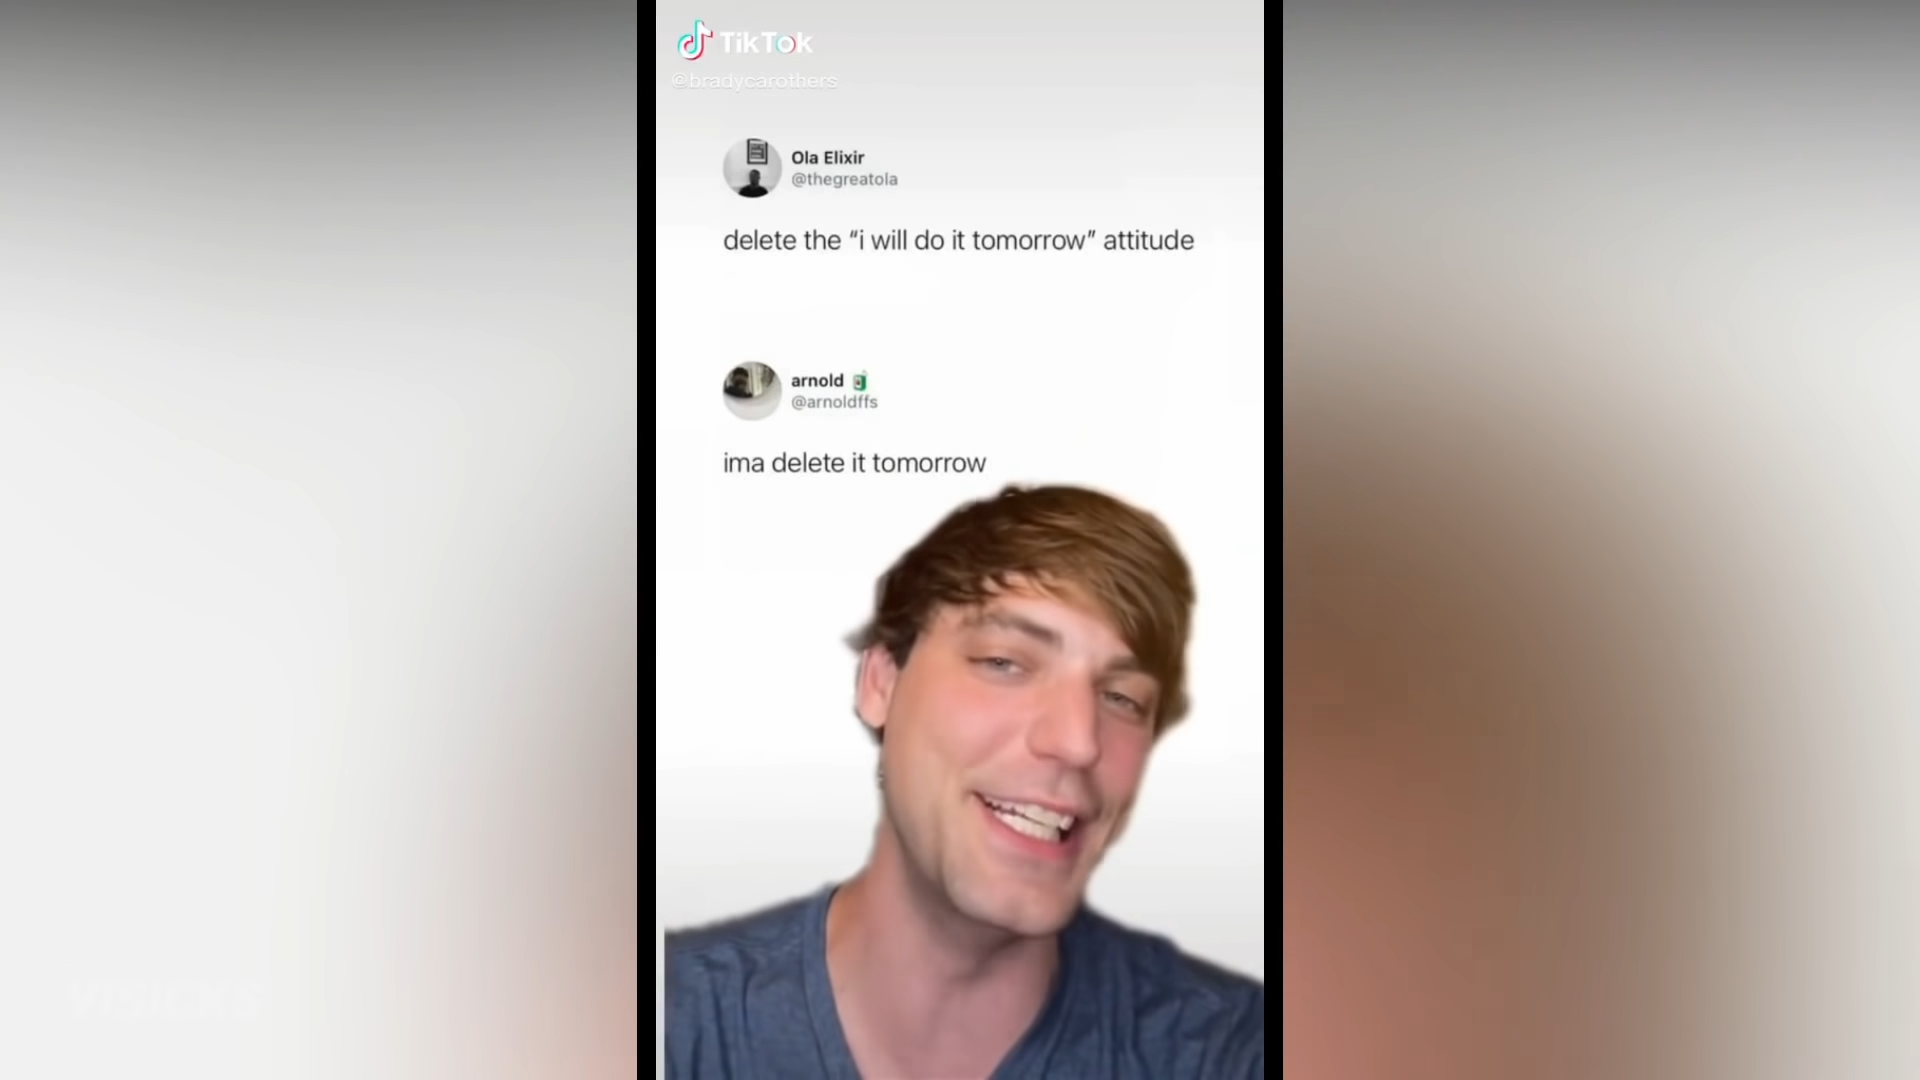 TikTok
@bradycarothers
Ola Elixir
@thegreatola
delete the “i will do it tomorrow” attitude
arnold
@arnoldffs
ima delete it tomorrow